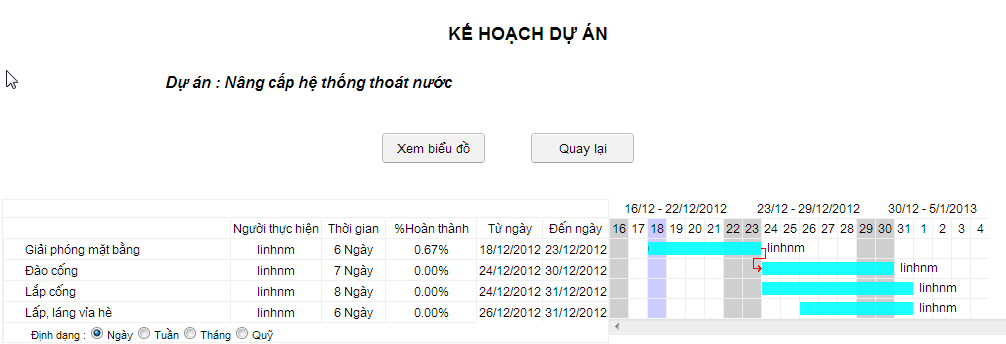 KẾ HOẠCH DỰ ÁN
Dự án : Nâng cấp hệ thống thoát nước
Xem biểu đồ Quay lại
16/12 - 22/12/2012 23/12 - 29/12/2012 30/12 - 5/1/2013
Người thực hiện Thời gian %Hoàn thành Từ ngày Đến ngày 16 17 18 19 20 21 22 23 24 25 26 27 28 29 30 31 1 2 3 4
Giải phóng mặt bằng linhnm 6 Ngày 0.67% 18/12/2012 23/12/2012 linhnm
Đào cống linhnm 7 Ngày 0.00% 24/12/2012 30/12/2012 linhnm
Lắp cống linhnm 8 Ngày 0.00% 24/12/2012 31/12/2012 linhnm
Lấp, láng vỉa hè linhnm 6 Ngày 0.00% 26/12/2012 31/12/2012 linhnm
Định dạng : Ngày Tuần Tháng Quỹ